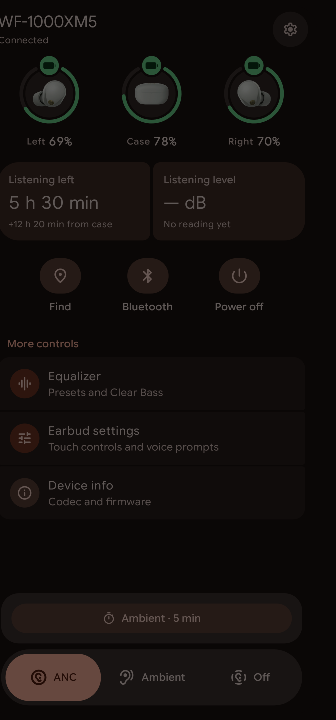 WF-1000XM5
Connected
Left 69%
Case 78%
Right 70%
Listening left
5 h 30 min
+12 h 20 min from case
Listening level
— dB
No reading yet
Find
Bluetooth
Power off
More controls
Equalizer
Presets and Clear Bass
Earbud settings
Touch controls and voice prompts
Device info
Codec and firmware
Ambient · 5 min
ANC
Ambient
Off